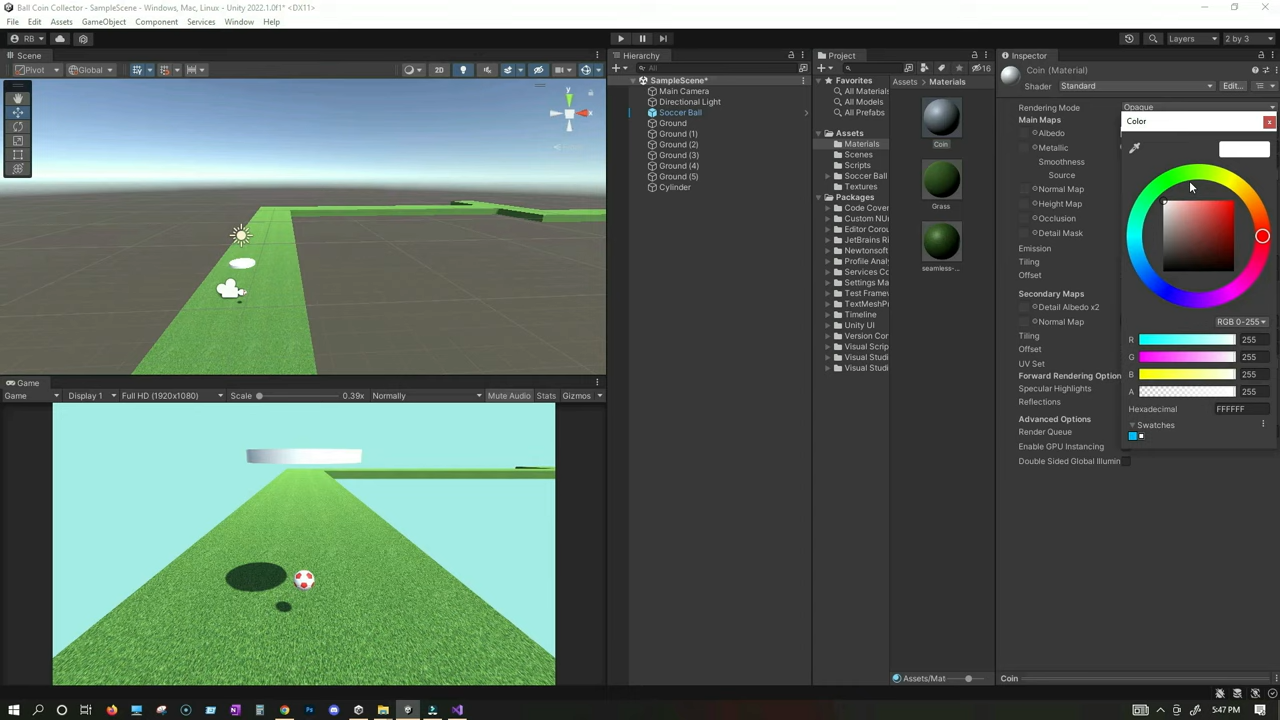 Ball Coin Collector - SampleScene - Windows, Mac, Linux - Unity 2022.1.0f1* <DX11>
File Edit Assets GameObject Component Services Window Help
RB
Layers
2 by 3
Scene
Pivot
Global
2D
y
Hierarchy
All
SampleScene*
Main Camera
Directional Light
Soccer Ball
Ground
Ground (1)
Ground (2)
Ground (3)
Ground (4)
Ground (5)
Cylinder
Project
16
Favorites
All Materials
All Models
All Prefabs
Assets
Materials
Scenes
Scripts
Soccer Ball
Textures
Packages
Code Cover
Custom NU
Editor Corou
JetBrains Ri
Newtonsoft
Profile Analy
Services Co
Settings Ma
Test Framew
TextMeshPr
Timeline
Unity UI
Version Con
Visual Scrip
Visual Studi
Visual Studi
Assets
Materials
Coin
Grass
seamless-...
Assets/Mat
Inspector
Coin (Material)
Shader Standard Edit...
Rendering Mode Opaque
Main Maps
Albedo
Metallic
Smoothness
Source
Normal Map
Height Map
Occlusion
Detail Mask
Emission
Tiling
Offset
Secondary Maps
Detail Albedo x2
Normal Map
Tiling
Offset
UV Set
Forward Rendering Option
Specular Highlights
Reflections
Advanced Options
Render Queue
Enable GPU Instancing
Double Sided Global Illumin
Coin
Color
x
RGB 0-255
R 255
G 255
B 255
A 255
Hexadecimal FFFFFF
Swatches
Game
Game Display 1 Full HD (1920x1080) Scale 0.39x Normally Mute Audio Stats Gizmos
5:47 PM